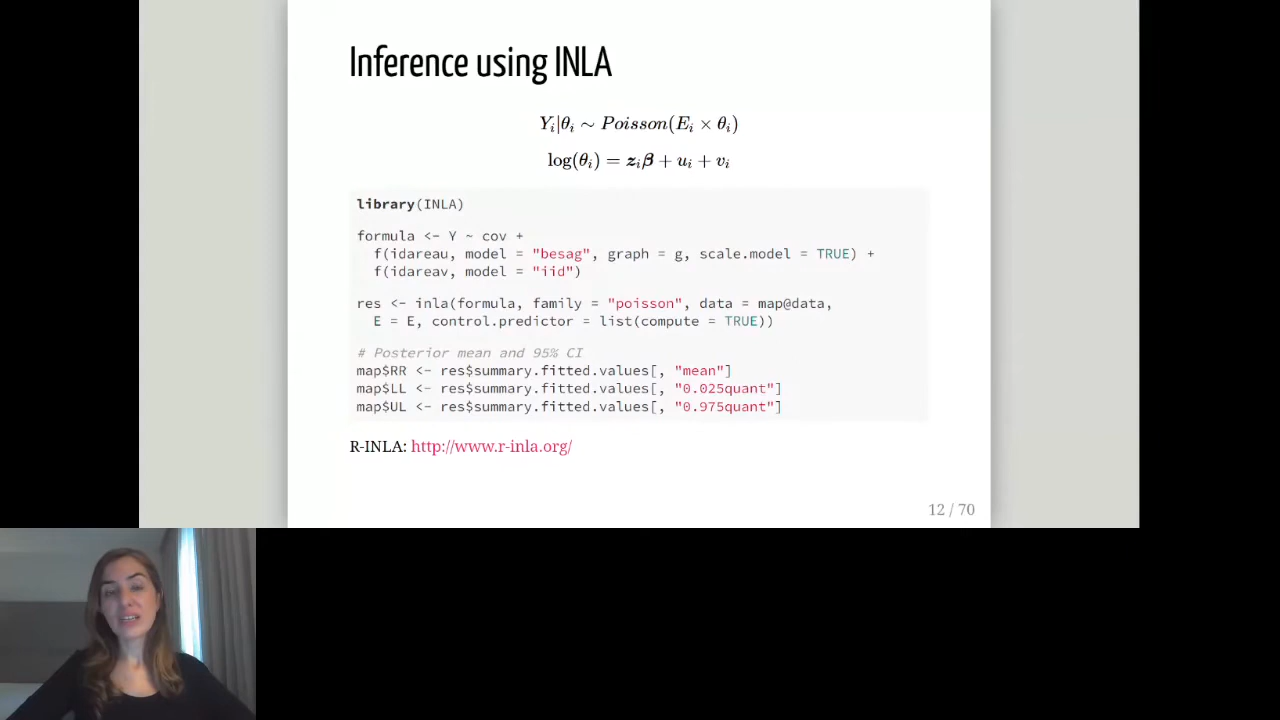 Inference using INLA
Y_i|θ_i ∼ Poisson(E_i × θ_i)
log(θ_i) = z_iβ + u_i + v_i
library(INLA)
formula <- Y ~ cov +
  f(idareau, model = "besag", graph = g, scale.model = TRUE) +
  f(idareav, model = "iid")
res <- inla(formula, family = "poisson", data = map@data,
  E = E, control.predictor = list(compute = TRUE))
# Posterior mean and 95% CI
map$RR <- res$summary.fitted.values[, "mean"]
map$LL <- res$summary.fitted.values[, "0.025quant"]
map$UL <- res$summary.fitted.values[, "0.975quant"]
R-INLA: http://www.r-inla.org/
12 / 70